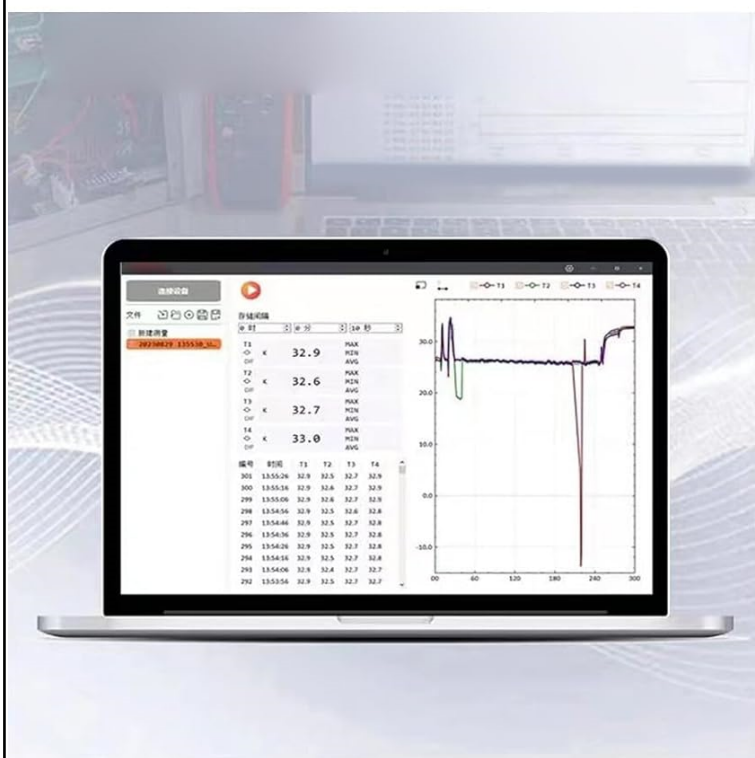 连接设备
文件
新建测量
20230829_135530_U...
存储间隔
0 时 0 分 10 秒
T1
K 32.9
MAX
MIN
AVG
T2
K 32.6
MAX
MIN
AVG
T3
K 32.7
MAX
MIN
AVG
T4
K 33.0
MAX
MIN
AVG
编号 时间 T1 T2 T3 T4
301 13:55:26 32.9 32.5 32.7 32.9
300 13:55:16 32.9 32.6 32.7 32.9
299 13:55:06 32.9 32.6 32.7 32.9
298 13:54:56 32.9 32.5 32.6 32.8
297 13:54:46 32.9 32.5 32.7 32.8
296 13:54:36 32.9 32.5 32.7 32.8
295 13:54:26 32.9 32.5 32.7 32.8
294 13:54:16 32.9 32.5 32.7 32.8
293 13:54:06 32.9 32.4 32.7 32.7
292 13:53:56 32.9 32.5 32.7 32.7
T3 T2 T3 T4
30.0
20.0
10.0
0.0
-10.0
00 60 120 180 240 300